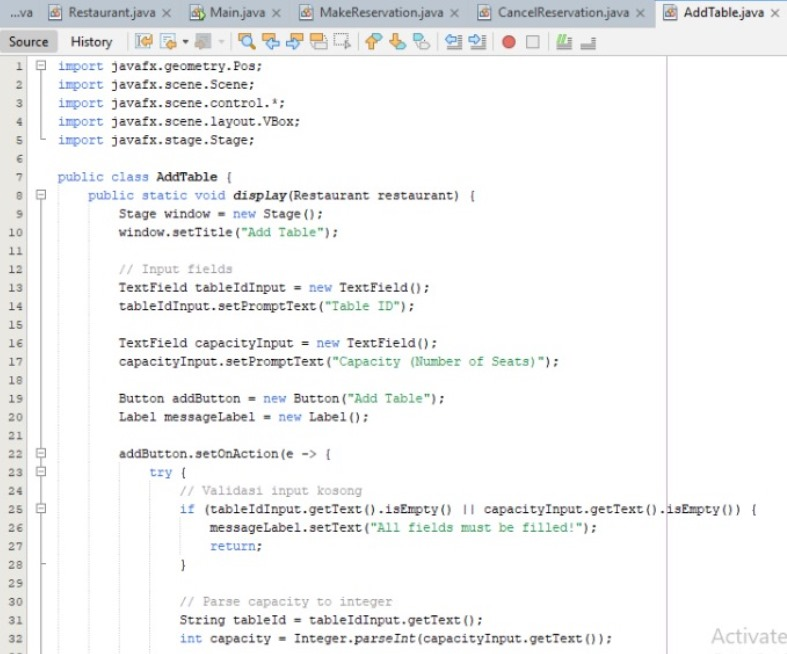 ...va Restaurant.java × Main.java × MakeReservation.java × CancelReservation.java × AddTable.java ×
Source History
1 import javafx.geometry.Pos;
2 import javafx.scene.Scene;
3 import javafx.scene.control.*;
4 import javafx.scene.layout.VBox;
5 import javafx.stage.Stage;
6
7 public class AddTable {
8 public static void display(Restaurant restaurant) {
9 Stage window = new Stage();
10 window.setTitle("Add Table");
11
12 // Input fields
13 TextField tableIdInput = new TextField();
14 tableIdInput.setPromptText("Table ID");
15
16 TextField capacityInput = new TextField();
17 capacityInput.setPromptText("Capacity (Number of Seats)");
18
19 Button addButton = new Button("Add Table");
20 Label messageLabel = new Label();
21
22 addButton.setOnAction(e -> {
23 try {
24 // Validasi input kosong
25 if (tableIdInput.getText().isEmpty() || capacityInput.getText().isEmpty()) {
26 messageLabel.setText("All fields must be filled!");
27 return;
28 }
29
30 // Parse capacity to integer
31 String tableId = tableIdInput.getText();
32 int capacity = Integer.parseInt(capacityInput.getText());
Activate